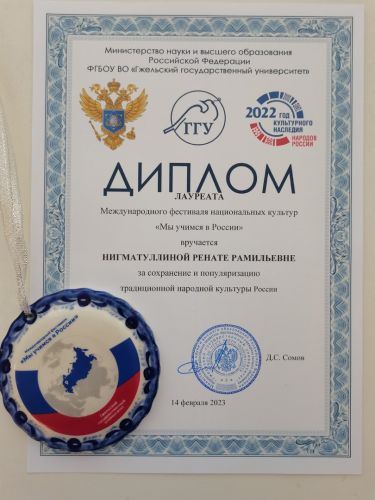 Министерство науки и высшего образования
Российской Федерации
ФГБОУ ВО «Гжельский государственный университет»
ГГУ
2022 ГОД
КУЛЬТУРНОГО
НАСЛЕДИЯ
НАРОДОВ
РОССИИ
ДИПЛОМ
ЛАУРЕАТА
Международного фестиваля национальных культур
«Мы учимся в России»
вручается
НИГМАТУЛЛИНОЙ РЕНАТЕ РАМИЛЬЕВНЕ
за сохранение и популяризацию
традиционной народной культуры России
Д.С. Сомов
14 февраля 2023
Международный фестиваль
«Мы учимся в России»